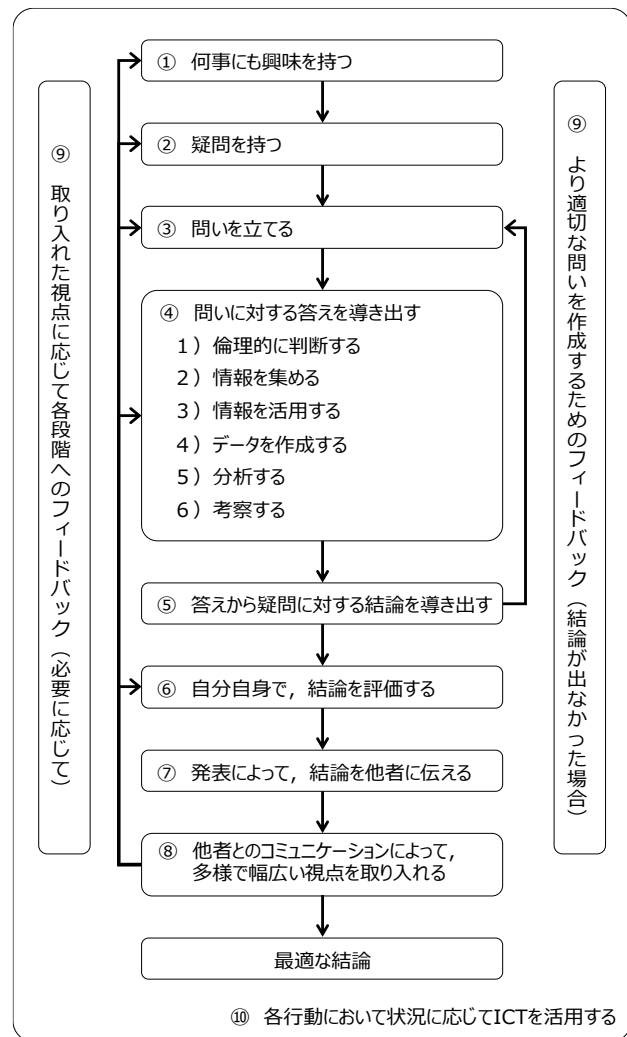 ① 何事にも興味を持つ
② 疑問を持つ
③ 問いを立てる
④ 問いに対する答えを導き出す
1）倫理的に判断する
2）情報を集める
3）情報を活用する
4）データを作成する
5）分析する
6）考察する
⑤ 答えから疑問に対する結論を導き出す
⑥ 自分自身で，結論を評価する
⑦ 発表によって，結論を他者に伝える
⑧ 他者とのコミュニケーションによって，
多様で幅広い視点を取り入れる
最適な結論
⑨ 取り入れた視点に応じて各段階へのフィードバック（必要に応じて）
⑨ より適切な問いを作成するためのフィードバック（結論が出なかった場合）
⑩ 各行動において状況に応じてICTを活用する